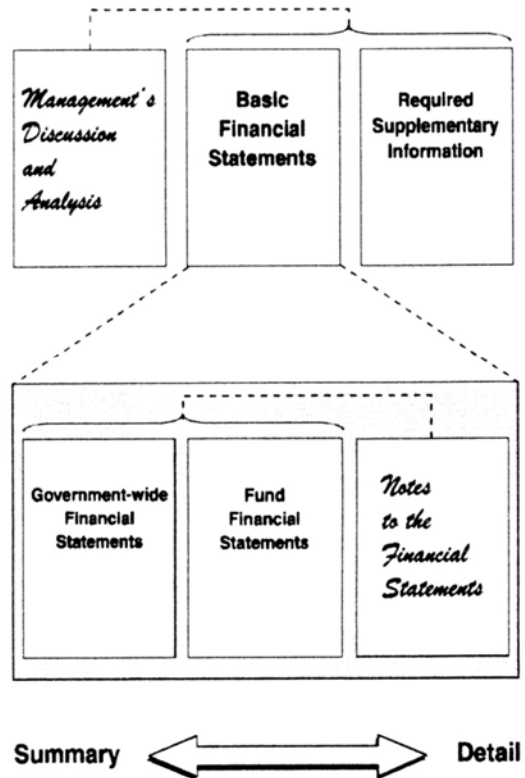 Management's
Discussion
and
Analysis
Basic
Financial
Statements
Required
Supplementary
Information
Government-wide
Financial
Statements
Fund
Financial
Statements
Notes
to the
Financial
Statements
Summary
Detail